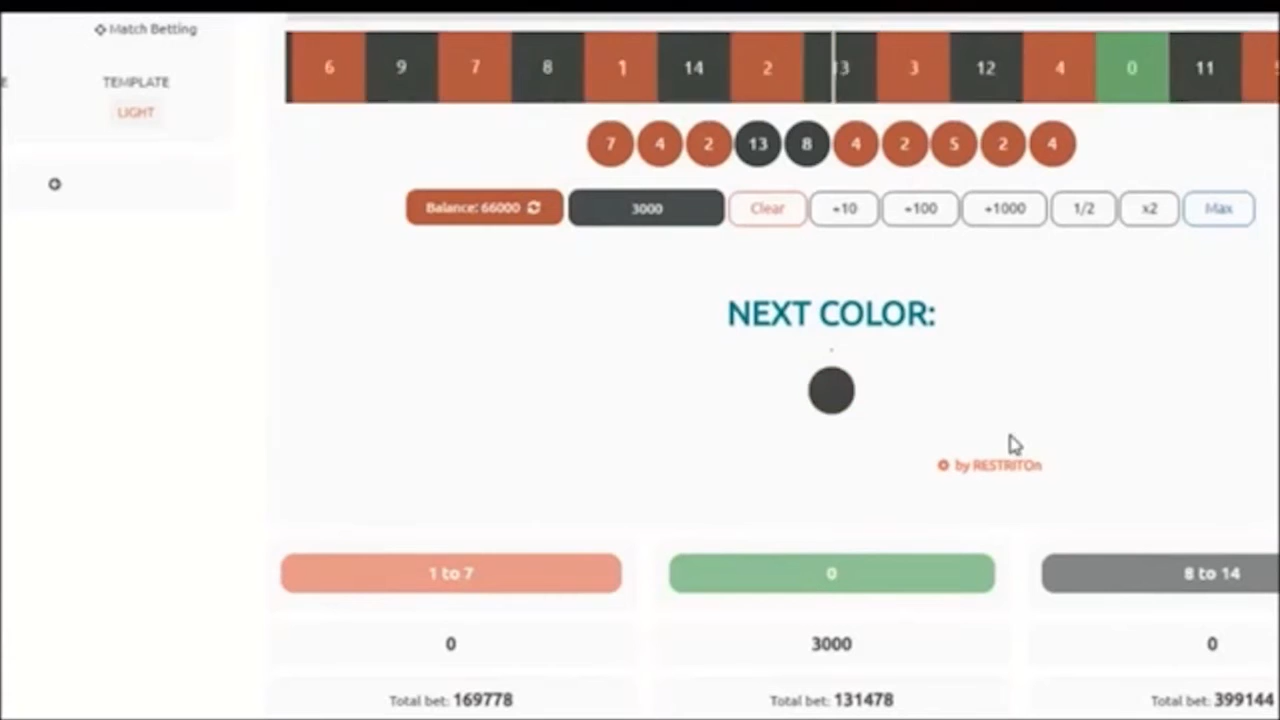 Match Betting
E TEMPLATE
LIGHT
6 9 7 8 1 14 2 13 3 12 4 0 11
7 4 2 13 8 4 2 5 2 4
Balance: 66000 3000 Clear +10 +100 +1000 1/2 x2 Max
NEXT COLOR:
by RESTRITOn
1 to 7 0 8 to 14
0 3000 0
Total bet: 169778 Total bet: 131478 Total bet: 399144